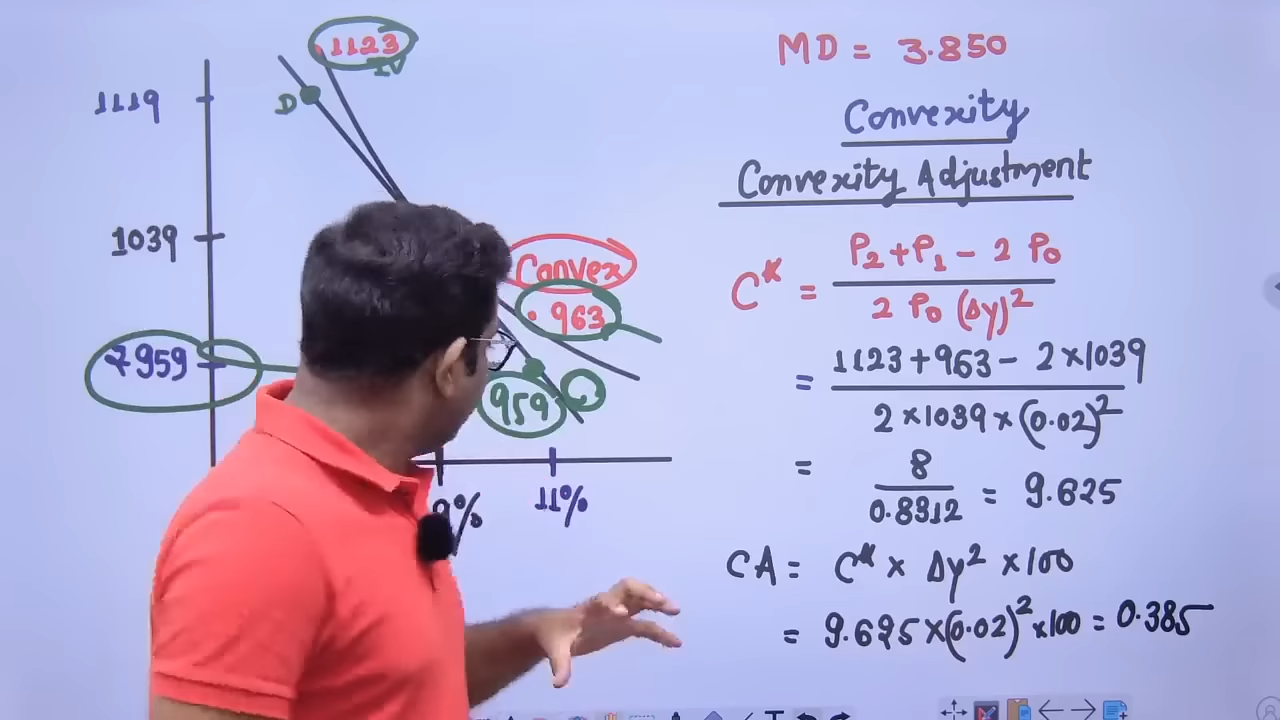 1123
IV
D
1119
1039
959
Convex
963
959
9%
11%
MD = 3.850
Convexity
Convexity Adjustment
C* = P2 + P1 - 2 P0 / 2 P0 (Δy)²
= 1123 + 963 - 2 × 1039 / 2 × 1039 × (0.02)²
= 8 / 0.8312 = 9.625
CA = C* × Δy² × 100
= 9.625 × (0.02)² × 100 = 0.385